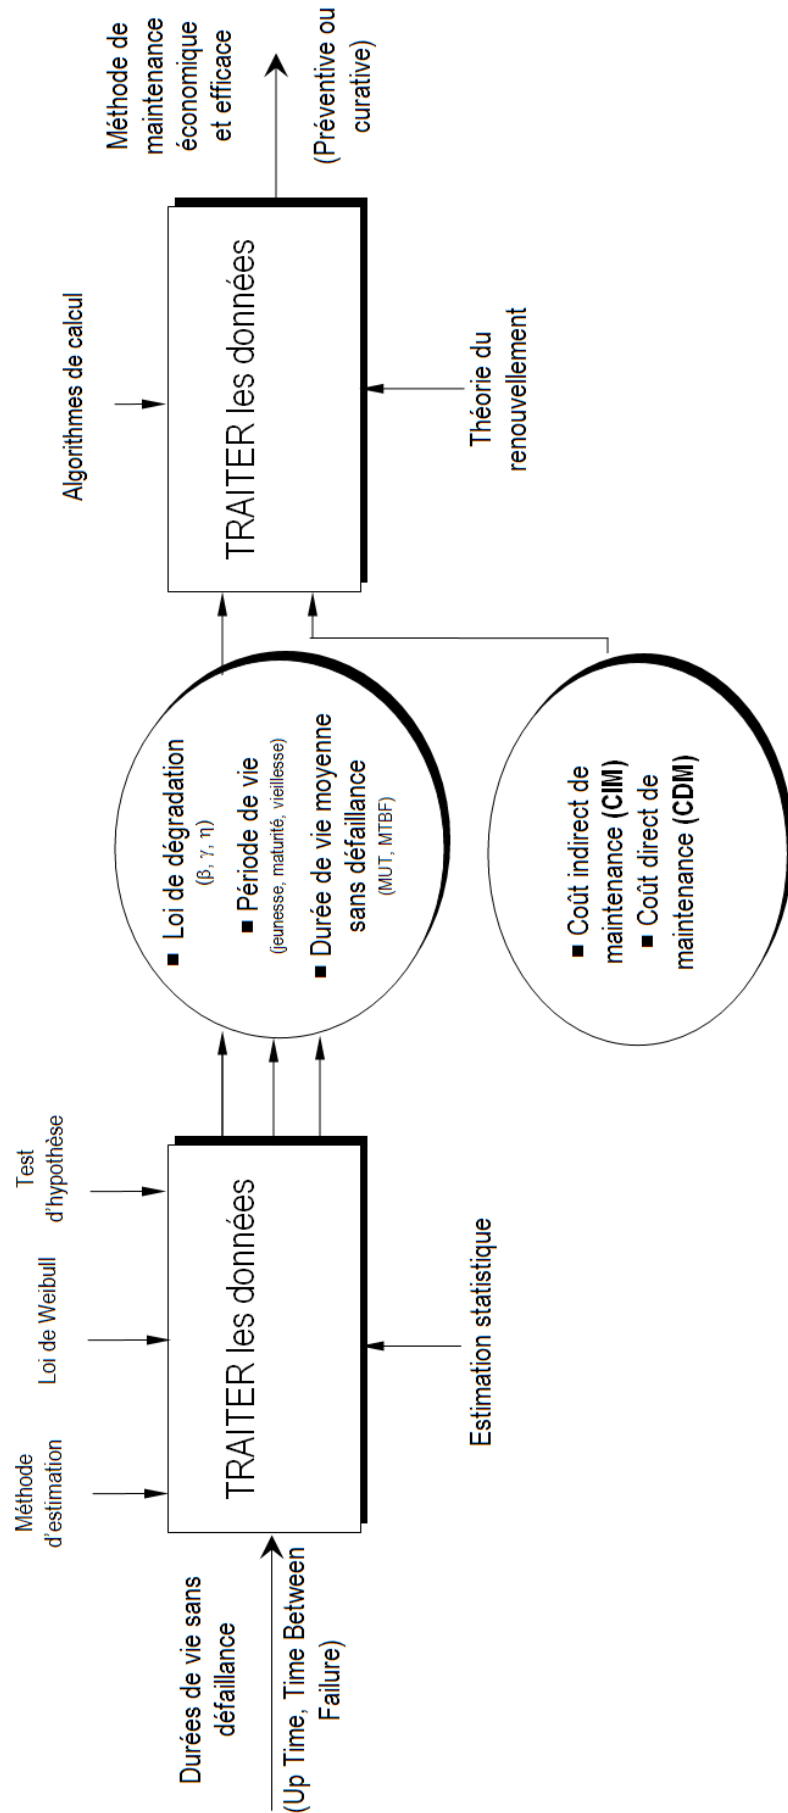 Méthode
d'estimation
Loi de Weibull
Test
d'hypothèse
Durées de vie sans
défaillance
(Up Time, Time Between
Failure)
TRAITER les données
Estimation statistique
■ Loi de dégradation
(β, γ, η)
■ Période de vie
(jeunesse, maturité, vieillesse)
■ Durée de vie moyenne
sans défaillance
(MUT, MTBF)
■ Coût indirect de
maintenance (CIM)
■ Coût direct de
maintenance (CDM)
Algorithmes de calcul
TRAITER les données
Théorie du
renouvellement
Méthode de
maintenance
économique
et efficace
(Préventive ou
curative)